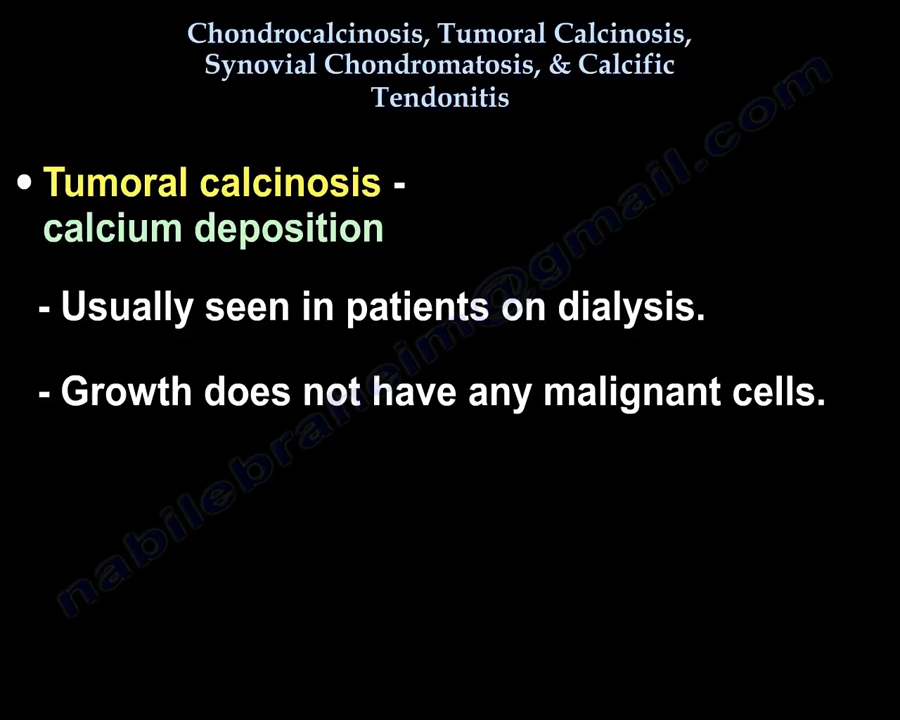 Chondrocalcinosis, Tumoral Calcinosis,
Synovial Chondromatosis, & Calcific
Tendonitis
• Tumoral calcinosis -
calcium deposition
- Usually seen in patients on dialysis.
- Growth does not have any malignant cells.
nabilebraheim@gmail.com